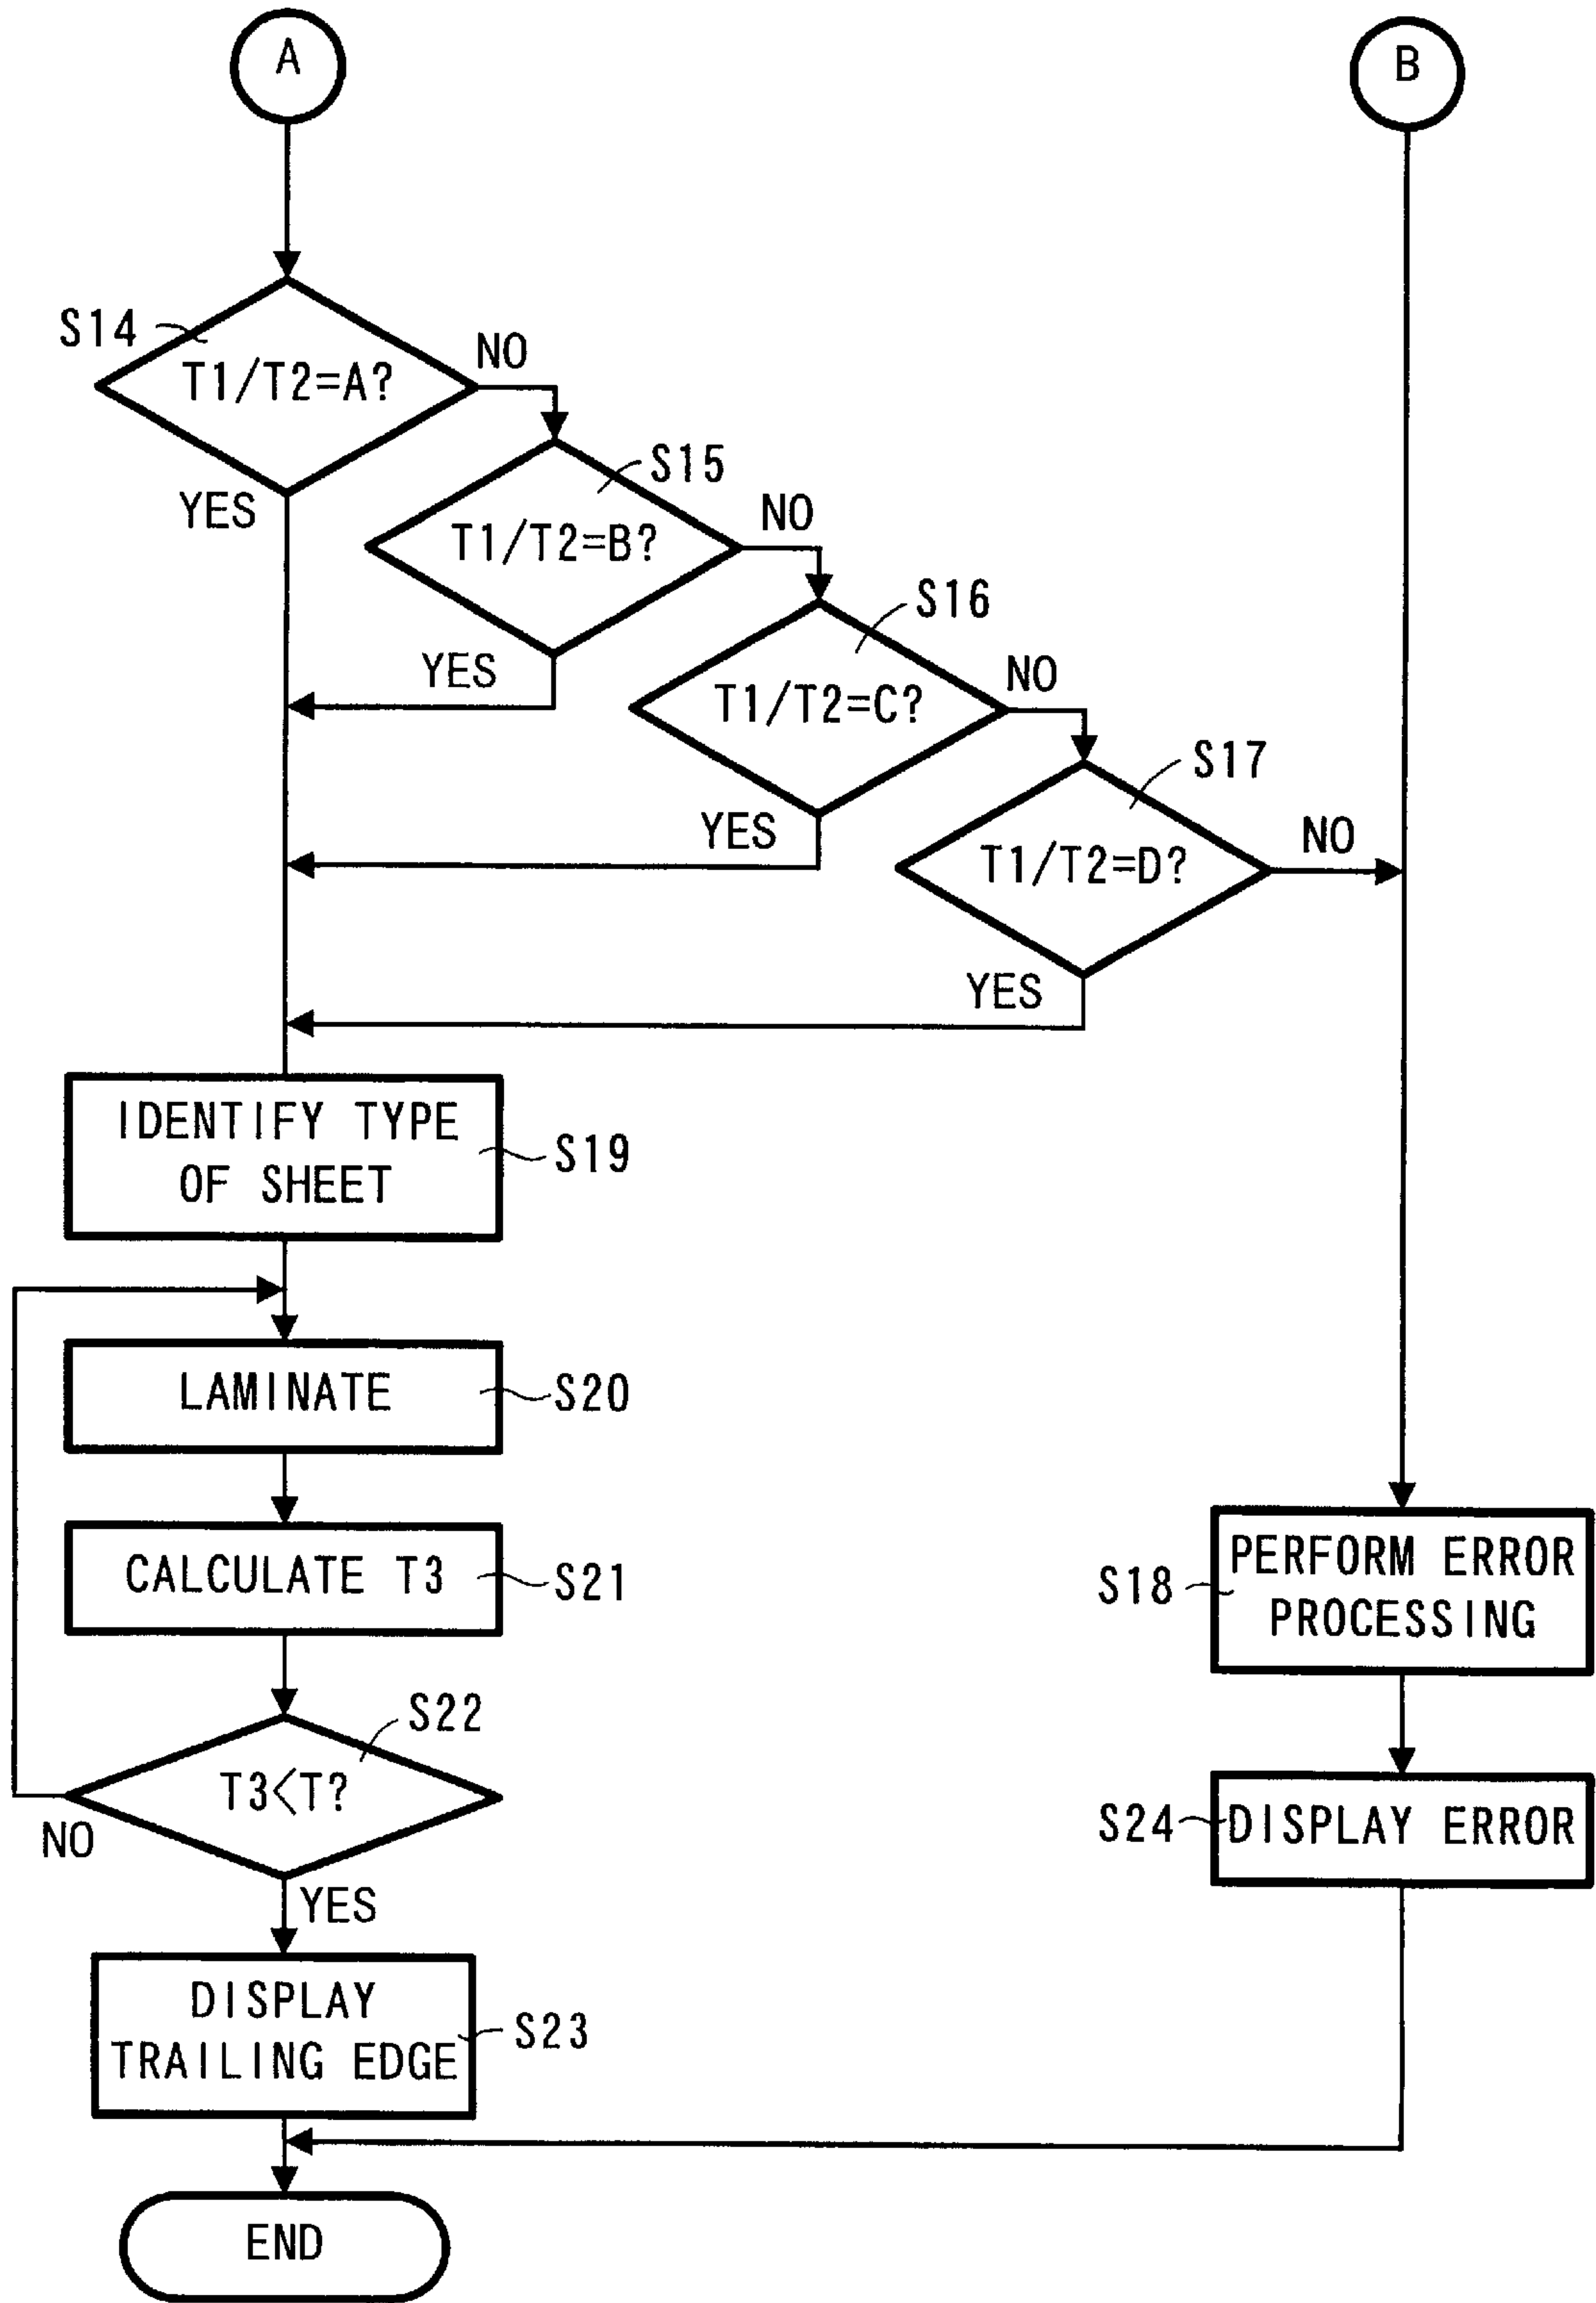 A
B
S14
T1/T2=A?
NO
YES
S15
T1/T2=B?
NO
YES
S16
T1/T2=C?
NO
YES
S17
T1/T2=D?
NO
YES
IDENTIFY TYPE
OF SHEET
S19
LAMINATE
S20
CALCULATE T3
S21
S22
T3<T?
NO
YES
DISPLAY
TRAILING EDGE
S23
S18
PERFORM ERROR
PROCESSING
S24
DISPLAY ERROR
END